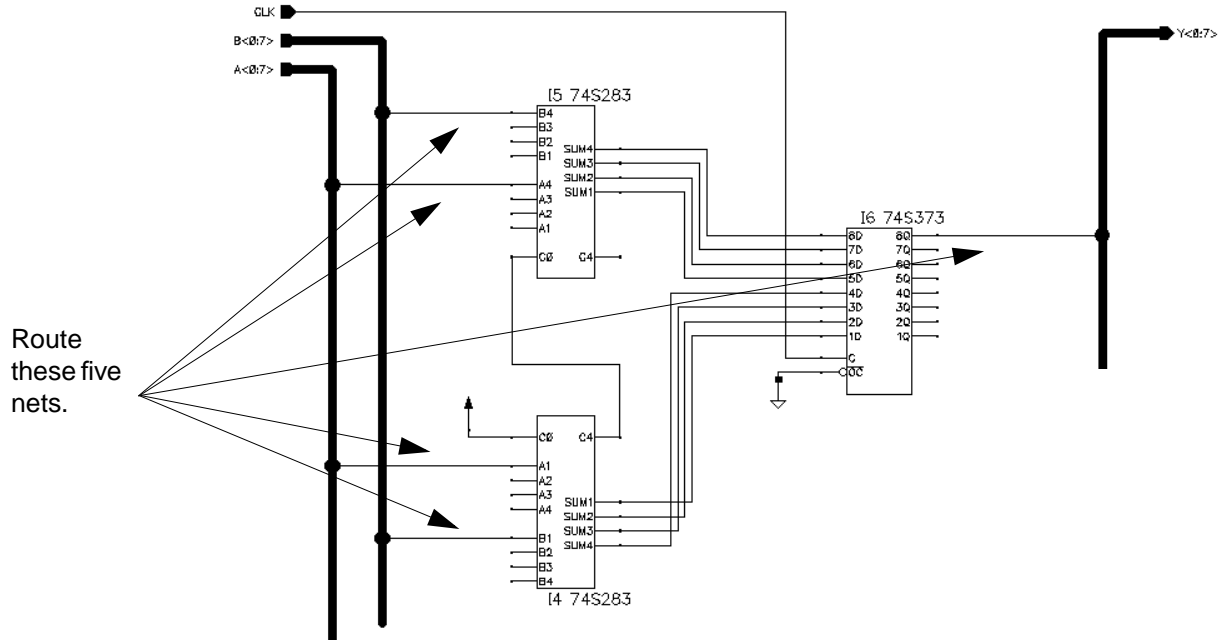 CLK
B<0:7>
A<0:7>
Y<0:7>
I5 74S283
B4
B3
B2
B1
A4
A3
A2
A1
C0
SUM4
SUM3
SUM2
SUM1
C4
I6 74S373
8D 8Q
7D 7Q
6D 6Q
5D 5Q
4D 4Q
3D 3Q
2D 2Q
1D 1Q
G
OC
Route
these five
nets.
C0 C4
A1
A2
A3
A4
B1
B2
B3
B4
SUM1
SUM2
SUM3
SUM4
I4 74S283